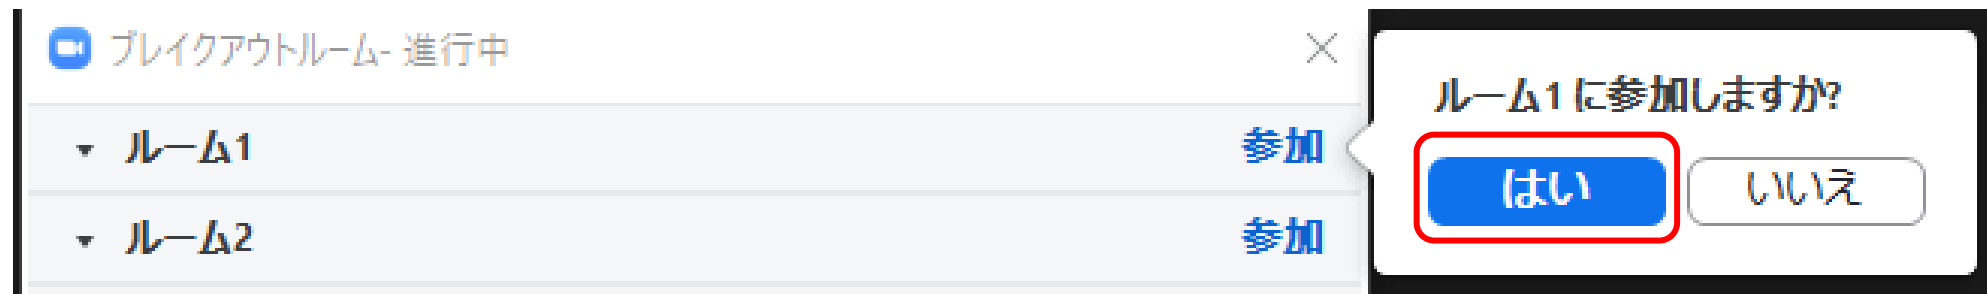 ブレイクアウトルーム- 進行中
ルーム1 参加
ルーム2 参加
ルーム1 に参加しますか?
はい いいえ